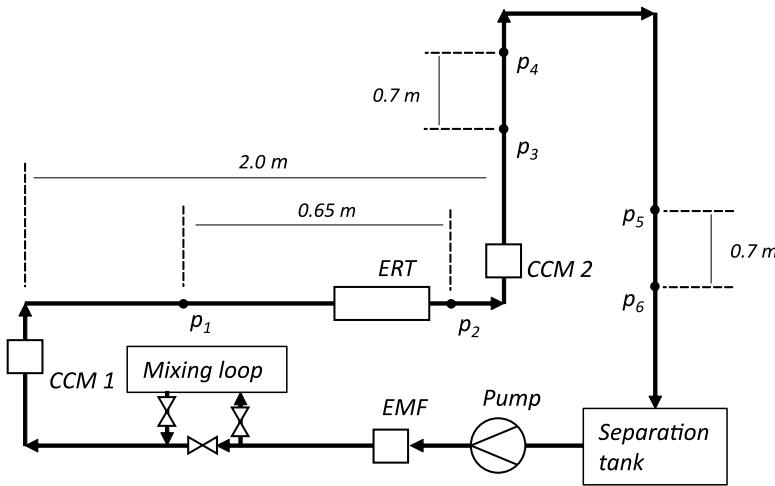 p4
0.7 m
p3
2.0 m
0.65 m
p5
ERT
CCM 2
0.7 m
p1
p2
p6
CCM 1
Mixing loop
EMF
Pump
Separation
tank